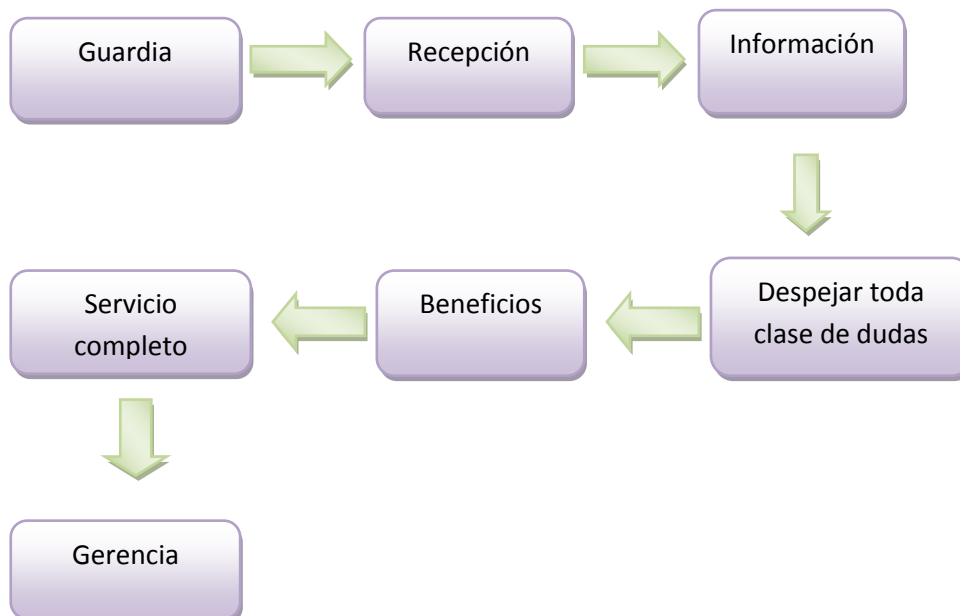 Guardia
Recepción
Información
Despejar toda
clase de dudas
Beneficios
Servicio
completo
Gerencia